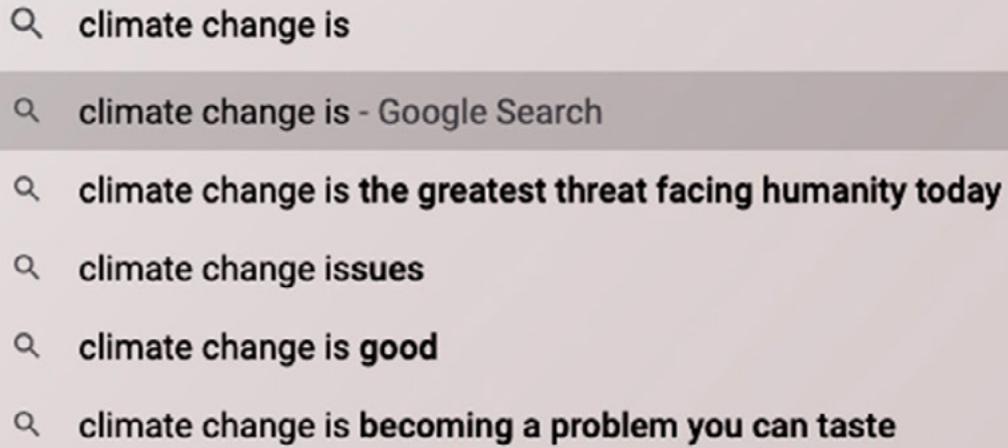 climate change is
climate change is - Google Search
climate change is the greatest threat facing humanity today
climate change issues
climate change is good
climate change is becoming a problem you can taste